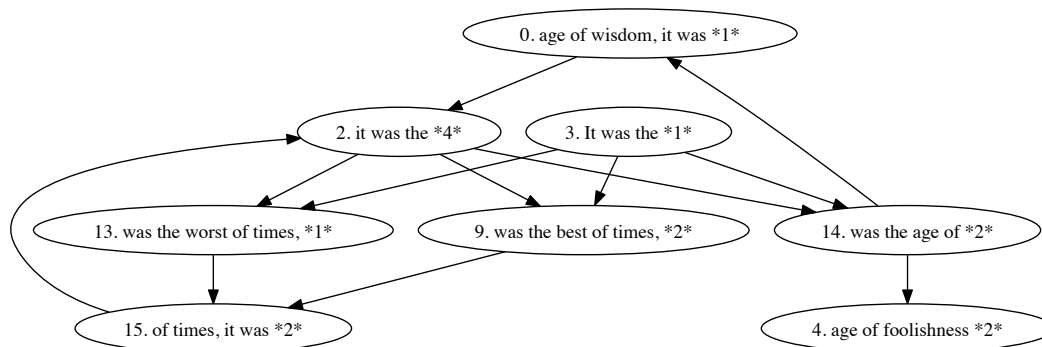 0. age of wisdom, it was *1*
2. it was the *4*
3. It was the *1*
13. was the worst of times, *1*
9. was the best of times, *2*
14. was the age of *2*
15. of times, it was *2*
4. age of foolishness *2*